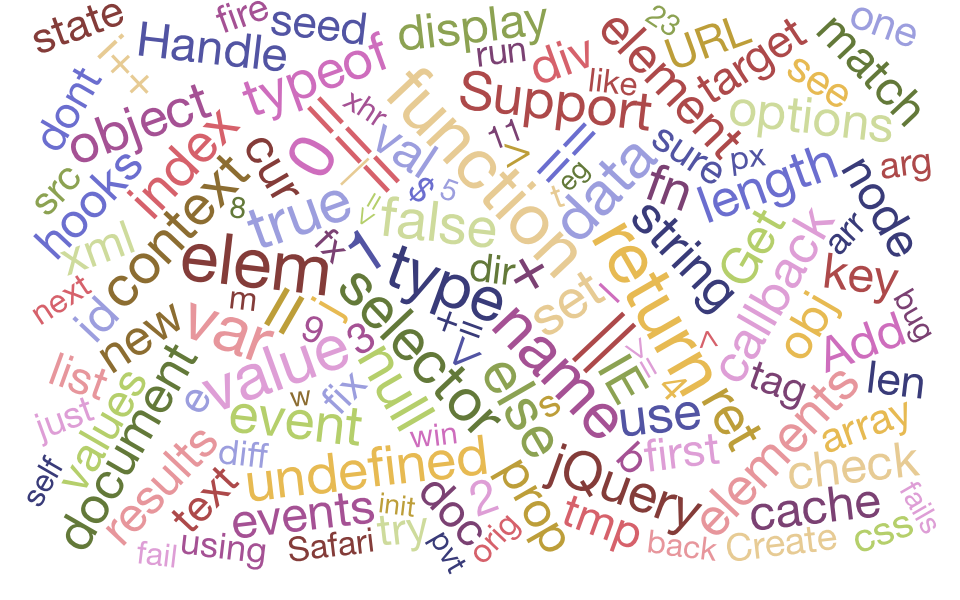 state
fire
seed
display
23
URL
one
Handle
run
div
element
target
match
i++
typeof
like
see
dont
object
xhr
function
Support
options
index
0
===
val
11
>
==
sure
px
arg
src
hooks
cur
$
5
t
eg
data
fn
length
node
context
8
true
false
string
Get
arr
xml
fx
1
callback
key
elem
type
dir
x
return
next
id
m
||
selector
+=
set
obj
bug
new
var
j
9
3
<
name
IE
Add
list
value
null
4
tag
len
just
values
e
w
fix
else
s
use
ret
elements
array
document
event
win
6
first
check
self
results
diff
undefined
prop
jQuery
text
events
init
doc
2
tmp
cache
fails
fail
using
Safari
try
pvt
orig
back
Create
css